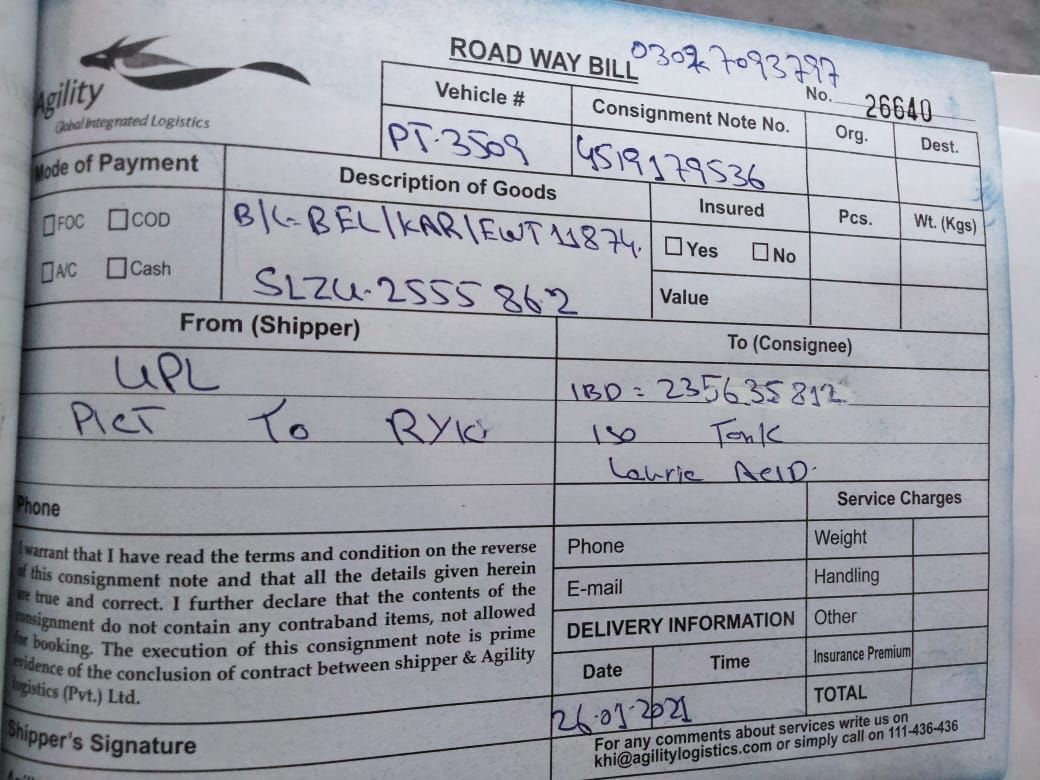 ROAD WAY BILL
0309 7093797
No. 26640
Agility
Global Integrated Logistics
Vehicle #
Consignment Note No.
Org.
Dest.
PT-3509
4519179536
Mode of Payment
Description of Goods
Insured
Pcs.
Wt. (Kgs)
FOC
COD
B/L-BEL/KAR/EWT 11874.
Yes
No
A/C
Cash
SLZU-2555 86-2
Value
From (Shipper)
To (Consignee)
UPL
IBD = 235635812
PICT To RYK
ISO Tank
Lauric AciD.
Phone
Service Charges
I warrant that I have read the terms and condition on the reverse
of this consignment note and that all the details given herein
are true and correct. I further declare that the contents of the
consignment do not contain any contraband items, not allowed
for booking. The execution of this consignment note is prime
evidence of the conclusion of contract between shipper & Agility
Logistics (Pvt.) Ltd.
Phone
Weight
E-mail
Handling
DELIVERY INFORMATION
Other
Date
Time
Insurance Premium
26-01-2021
TOTAL
Shipper's Signature
For any comments about services write us on
khi@agilitylogistics.com or simply call on 111-436-436